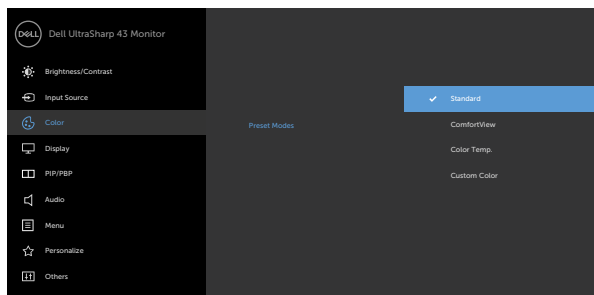 DELL Dell UltraSharp 43 Monitor
Brightness/Contrast
Input Source
Standard
Color
Preset Modes
ComfortView
Display
Color Temp.
PIP/PBP
Custom Color
Audio
Menu
Personalize
Others